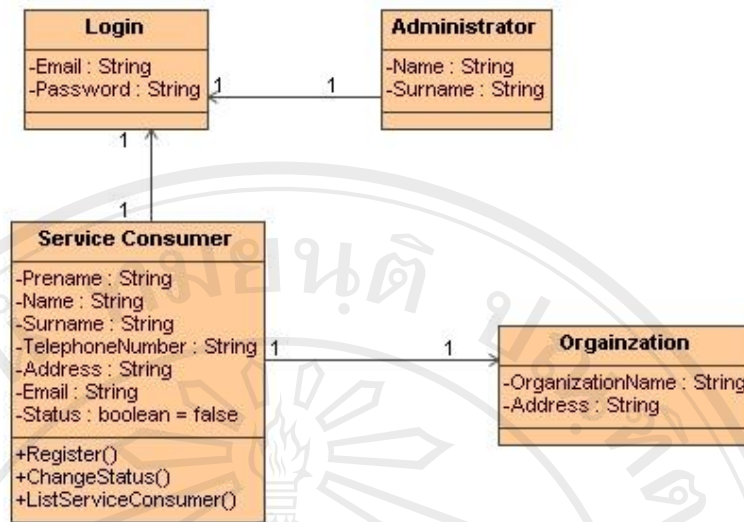 Login
-Email : String
-Password : String
1
1
Administrator
-Name : String
-Surname : String
1
1
Service Consumer
-Prename : String
-Name : String
-Surname : String
-TelephoneNumber : String
-Address : String
-Email : String
-Status : boolean = false
+Register()
+ChangeStatus()
+ListServiceConsumer()
1
1
Orgainzation
-OrganizationName : String
-Address : String